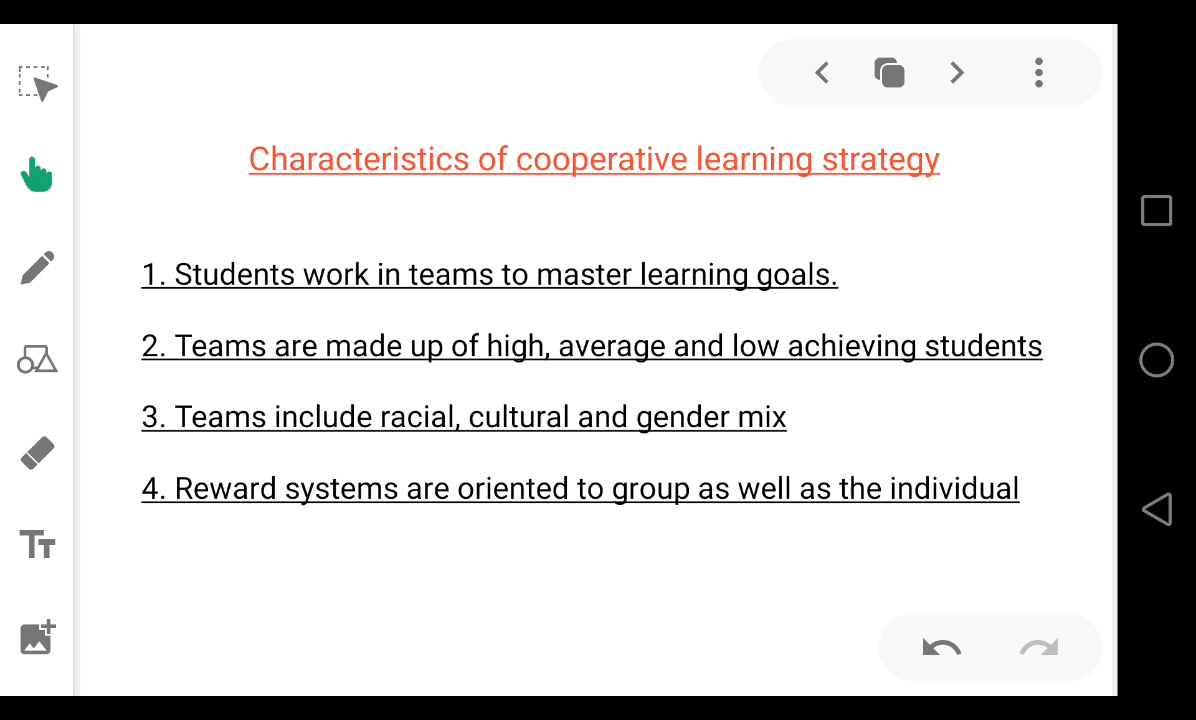 Characteristics of cooperative learning strategy
1. Students work in teams to master learning goals.
2. Teams are made up of high, average and low achieving students
3. Teams include racial, cultural and gender mix
4. Reward systems are oriented to group as well as the individual
TT